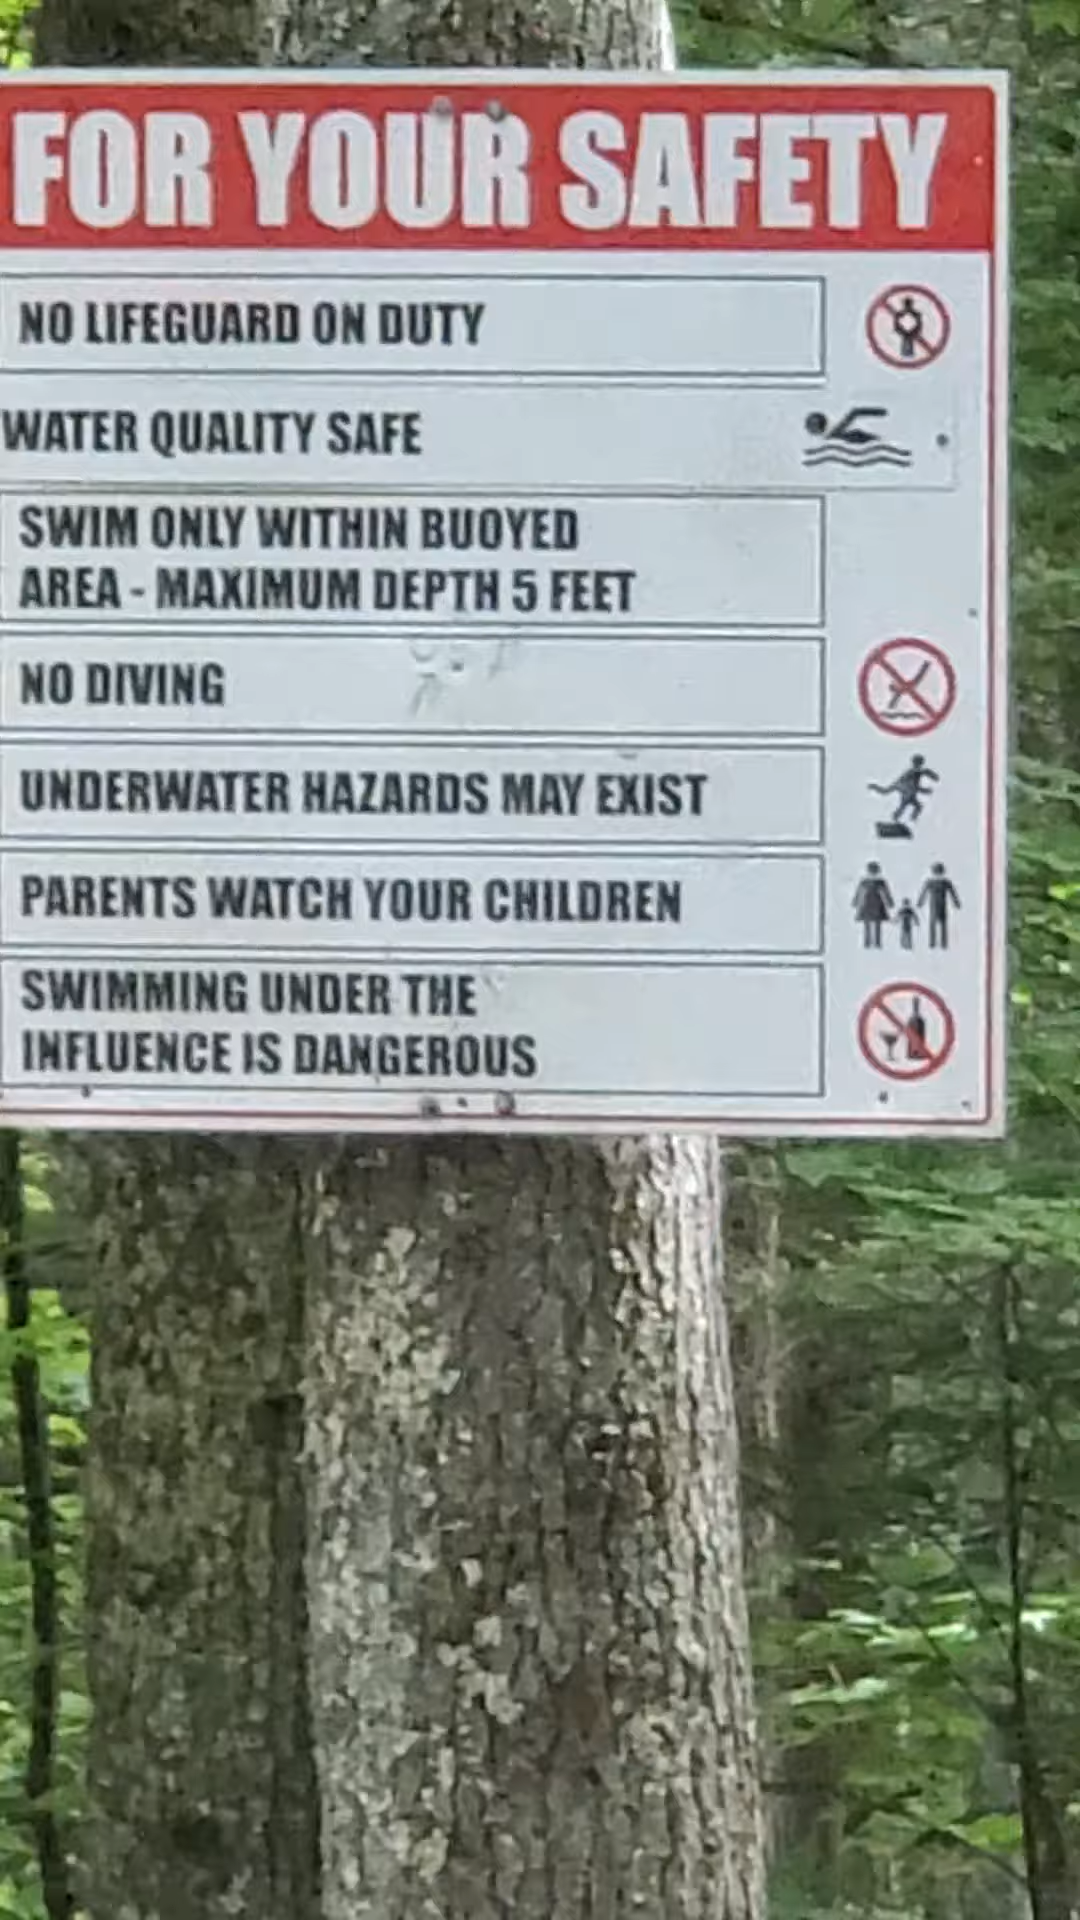 FOR YOUR SAFETY
NO LIFEGUARD ON DUTY
WATER QUALITY SAFE
SWIM ONLY WITHIN BUOYED
AREA - MAXIMUM DEPTH 5 FEET
NO DIVING
UNDERWATER HAZARDS MAY EXIST
PARENTS WATCH YOUR CHILDREN
SWIMMING UNDER THE
INFLUENCE IS DANGEROUS